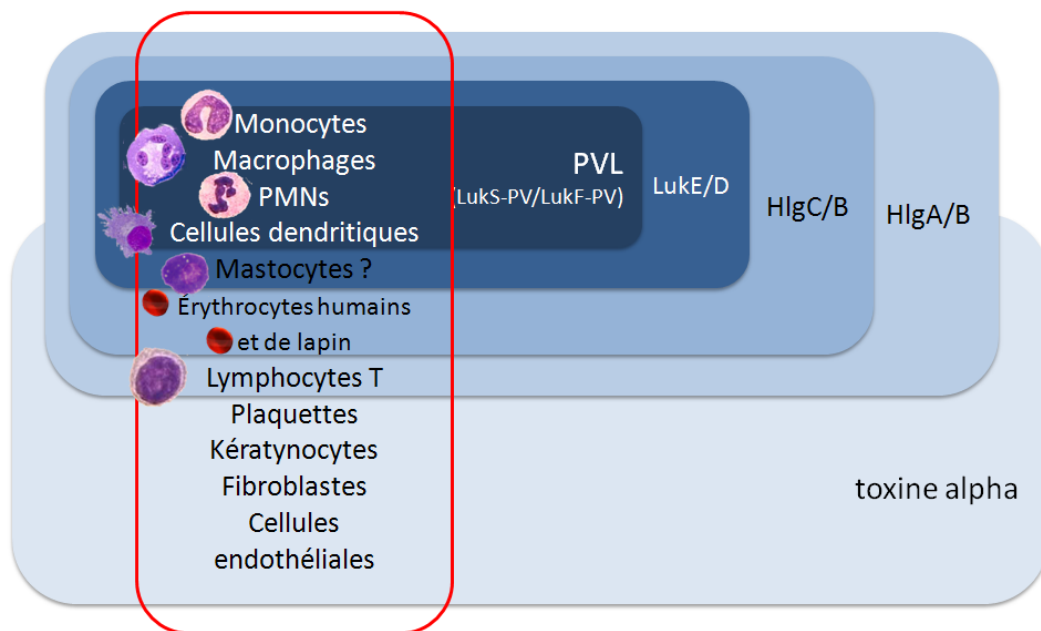 Monocytes
Macrophages
PMNs
Cellules dendritiques
Mastocytes ?
Érythrocytes humains
et de lapin
Lymphocytes T
Plaquettes
Kératynocytes
Fibroblastes
Cellules
endothéliales
PVL
(LukS-PV/LukF-PV)
LukE/D
HlgC/B
HlgA/B
toxine alpha